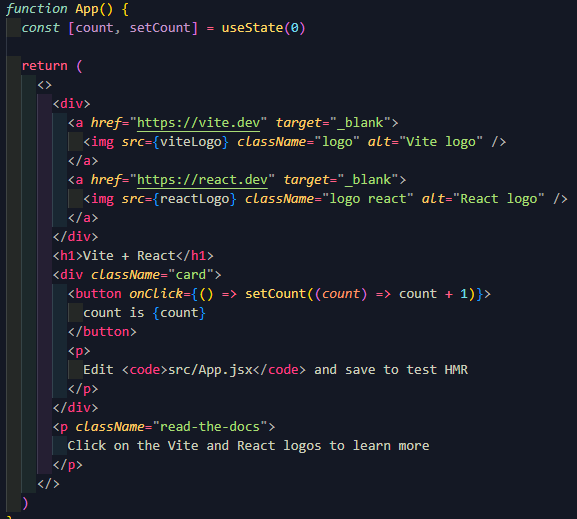 function App() {
  const [count, setCount] = useState(0)

  return (
    <>
      <div>
        <a href="https://vite.dev" target="_blank">
          <img src={viteLogo} className="logo" alt="Vite logo" />
        </a>
        <a href="https://react.dev" target="_blank">
          <img src={reactLogo} className="logo react" alt="React logo" />
        </a>
      </div>
      <h1>Vite + React</h1>
      <div className="card">
        <button onClick={() => setCount((count) => count + 1)}>
          count is {count}
        </button>
        <p>
          Edit <code>src/App.jsx</code> and save to test HMR
        </p>
      </div>
      <p className="read-the-docs">
        Click on the Vite and React logos to learn more
      </p>
    </>
  )
}